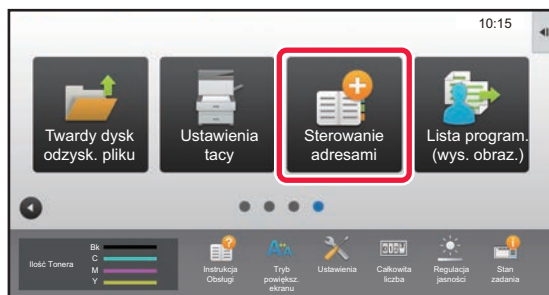 10:15
Twardy dysk
odzysk. pliku
Ustawienia
tacy
Sterowanie
adresami
Lista program.
(wys. obraz.)
Ilość Tonera
Bk
C
M
Y
Instrukcja
Obsługi
Tryb
powiększ.
ekranu
Ustawienia
Całkowita
liczba
Regulacja
jasności
Stan
zadania